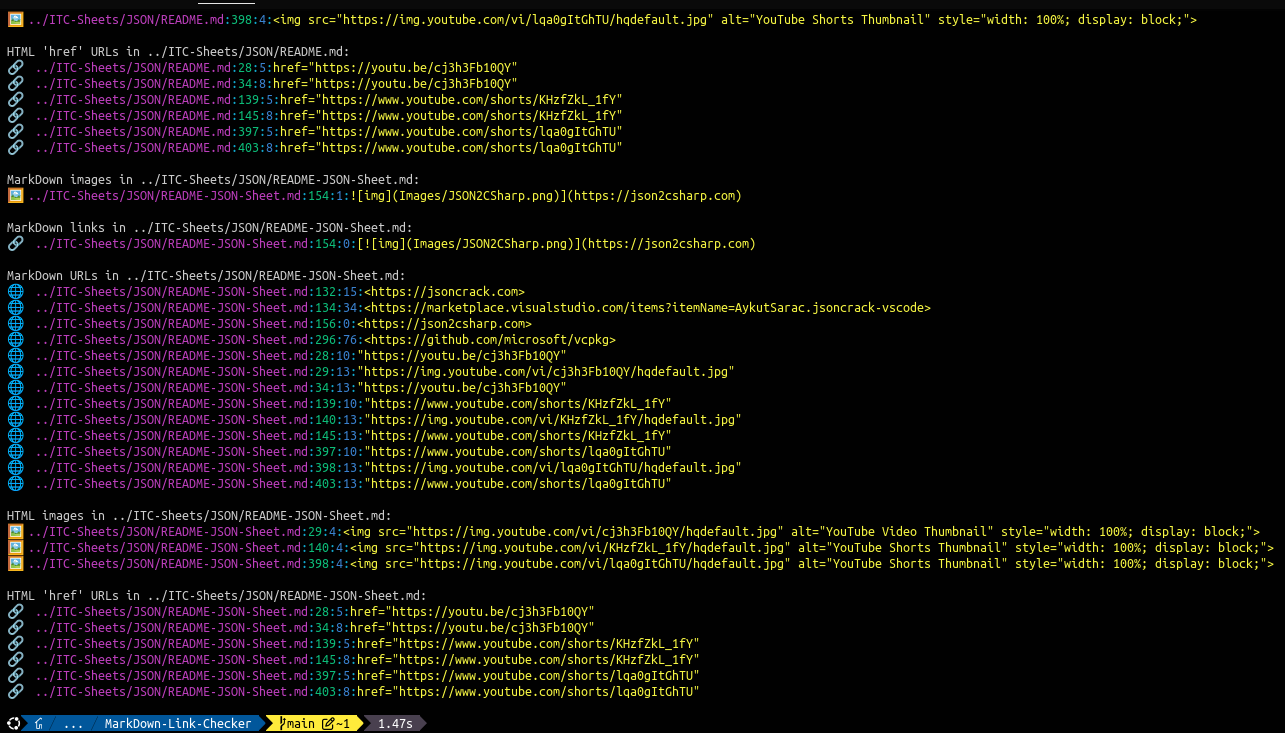 ../ITC-Sheets/JSON/README.md:398:4:<img src="https://img.youtube.com/vi/lqa0gItGhTU/hqdefault.jpg" alt="YouTube Shorts Thumbnail" style="width: 100%; display: block;">
HTML 'href' URLs in ../ITC-Sheets/JSON/README.md:
../ITC-Sheets/JSON/README.md:28:5:href="https://youtu.be/cj3h3Fb10QY"
../ITC-Sheets/JSON/README.md:34:8:href="https://youtu.be/cj3h3Fb10QY"
../ITC-Sheets/JSON/README.md:139:5:href="https://www.youtube.com/shorts/KHzfZkL_1fY"
../ITC-Sheets/JSON/README.md:145:8:href="https://www.youtube.com/shorts/KHzfZkL_1fY"
../ITC-Sheets/JSON/README.md:397:5:href="https://www.youtube.com/shorts/lqa0gItGhTU"
../ITC-Sheets/JSON/README.md:403:8:href="https://www.youtube.com/shorts/lqa0gItGhTU"
MarkDown images in ../ITC-Sheets/JSON/README-JSON-Sheet.md:
../ITC-Sheets/JSON/README-JSON-Sheet.md:154:1:![img](Images/JSON2CSharp.png)](https://json2csharp.com)
MarkDown links in ../ITC-Sheets/JSON/README-JSON-Sheet.md:
../ITC-Sheets/JSON/README-JSON-Sheet.md:154:0:[![img](Images/JSON2CSharp.png)](https://json2csharp.com)
MarkDown URLs in ../ITC-Sheets/JSON/README-JSON-Sheet.md:
../ITC-Sheets/JSON/README-JSON-Sheet.md:132:15:<https://jsoncrack.com>
../ITC-Sheets/JSON/README-JSON-Sheet.md:134:34:<https://marketplace.visualstudio.com/items?itemName=AykutSarac.jsoncrack-vscode>
../ITC-Sheets/JSON/README-JSON-Sheet.md:156:0:<https://json2csharp.com>
../ITC-Sheets/JSON/README-JSON-Sheet.md:296:76:<https://github.com/microsoft/vcpkg>
../ITC-Sheets/JSON/README-JSON-Sheet.md:28:10:"https://youtu.be/cj3h3Fb10QY"
../ITC-Sheets/JSON/README-JSON-Sheet.md:29:13:"https://img.youtube.com/vi/cj3h3Fb10QY/hqdefault.jpg"
../ITC-Sheets/JSON/README-JSON-Sheet.md:34:13:"https://youtu.be/cj3h3Fb10QY"
../ITC-Sheets/JSON/README-JSON-Sheet.md:139:10:"https://www.youtube.com/shorts/KHzfZkL_1fY"
../ITC-Sheets/JSON/README-JSON-Sheet.md:140:13:"https://img.youtube.com/vi/KHzfZkL_1fY/hqdefault.jpg"
../ITC-Sheets/JSON/README-JSON-Sheet.md:145:13:"https://www.youtube.com/shorts/KHzfZkL_1fY"
../ITC-Sheets/JSON/README-JSON-Sheet.md:397:10:"https://www.youtube.com/shorts/lqa0gItGhTU"
../ITC-Sheets/JSON/README-JSON-Sheet.md:398:13:"https://img.youtube.com/vi/lqa0gItGhTU/hqdefault.jpg"
../ITC-Sheets/JSON/README-JSON-Sheet.md:403:13:"https://www.youtube.com/shorts/lqa0gItGhTU"
HTML images in ../ITC-Sheets/JSON/README-JSON-Sheet.md:
../ITC-Sheets/JSON/README-JSON-Sheet.md:29:4:<img src="https://img.youtube.com/vi/cj3h3Fb10QY/hqdefault.jpg" alt="YouTube Video Thumbnail" style="width: 100%; display: block;">
../ITC-Sheets/JSON/README-JSON-Sheet.md:140:4:<img src="https://img.youtube.com/vi/KHzfZkL_1fY/hqdefault.jpg" alt="YouTube Shorts Thumbnail" style="width: 100%; display: block;">
../ITC-Sheets/JSON/README-JSON-Sheet.md:398:4:<img src="https://img.youtube.com/vi/lqa0gItGhTU/hqdefault.jpg" alt="YouTube Shorts Thumbnail" style="width: 100%; display: block;">
HTML 'href' URLs in ../ITC-Sheets/JSON/README-JSON-Sheet.md:
../ITC-Sheets/JSON/README-JSON-Sheet.md:28:5:href="https://youtu.be/cj3h3Fb10QY"
../ITC-Sheets/JSON/README-JSON-Sheet.md:34:8:href="https://youtu.be/cj3h3Fb10QY"
../ITC-Sheets/JSON/README-JSON-Sheet.md:139:5:href="https://www.youtube.com/shorts/KHzfZkL_1fY"
../ITC-Sheets/JSON/README-JSON-Sheet.md:145:8:href="https://www.youtube.com/shorts/KHzfZkL_1fY"
../ITC-Sheets/JSON/README-JSON-Sheet.md:397:5:href="https://www.youtube.com/shorts/lqa0gItGhTU"
../ITC-Sheets/JSON/README-JSON-Sheet.md:403:8:href="https://www.youtube.com/shorts/lqa0gItGhTU"
... MarkDown-Link-Checker main ~1 1.47s